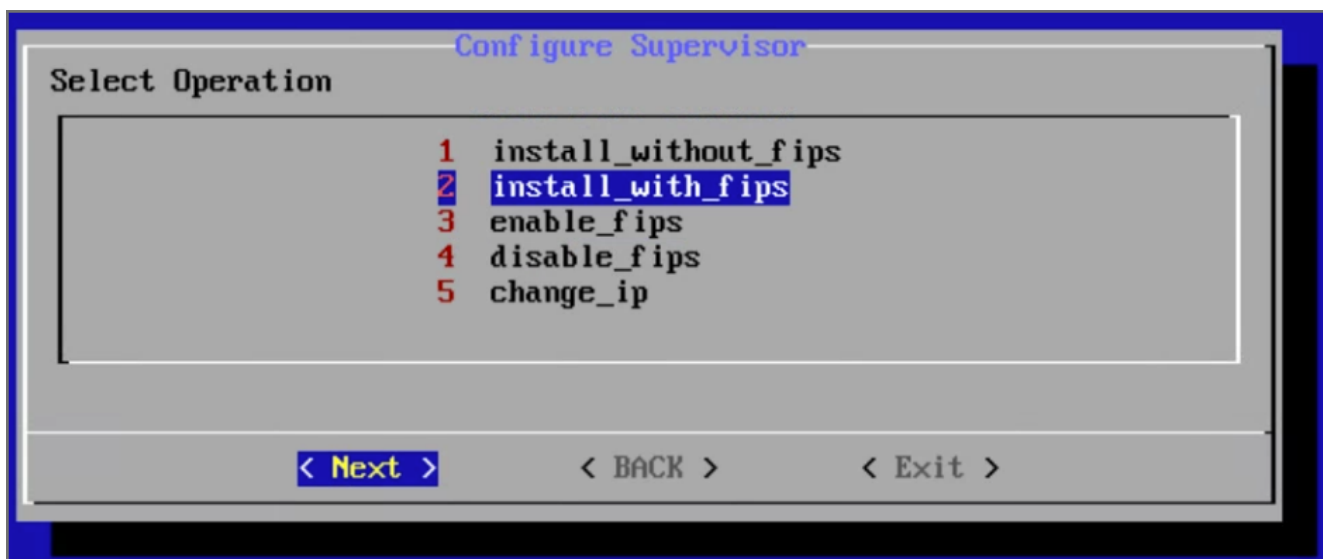 Configure Supervisor
Select Operation
1 install_without_fips
2 install_with_fips
3 enable_fips
4 disable_fips
5 change_ip
< Next > < BACK > < Exit >